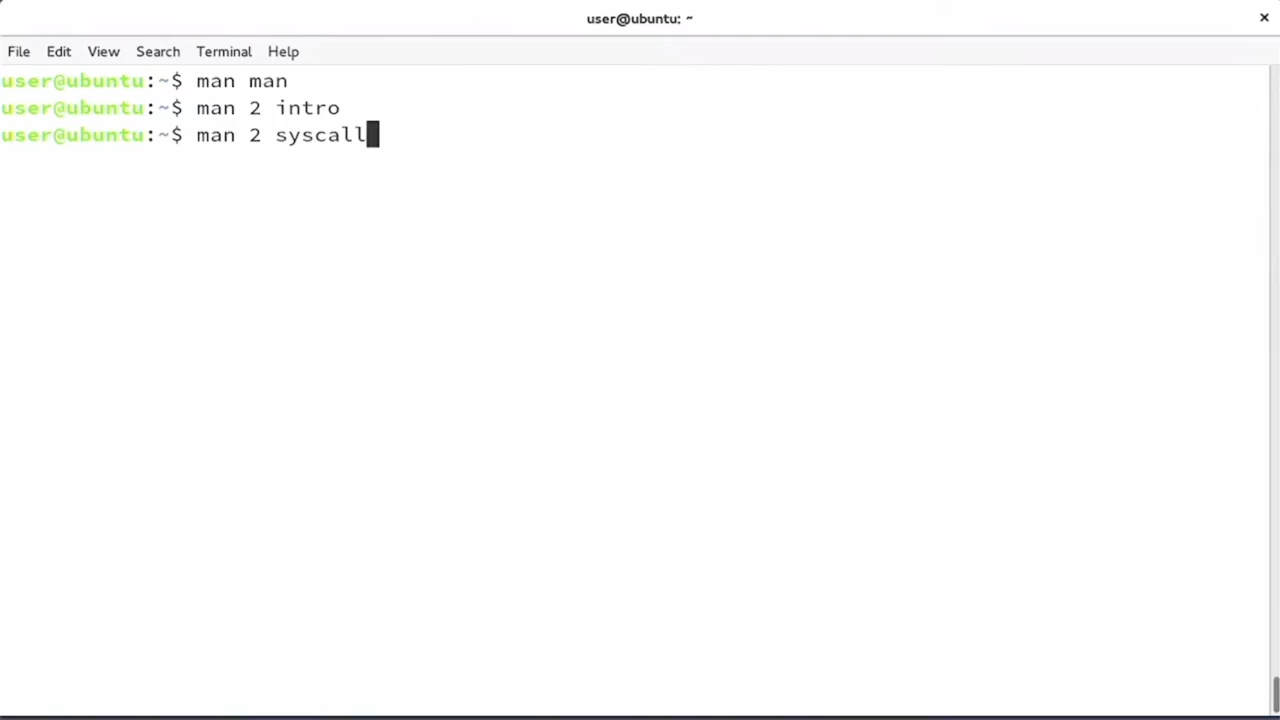 user@ubuntu: ~
×
File Edit View Search Terminal Help
user@ubuntu:~$ man man
user@ubuntu:~$ man 2 intro
user@ubuntu:~$ man 2 syscall